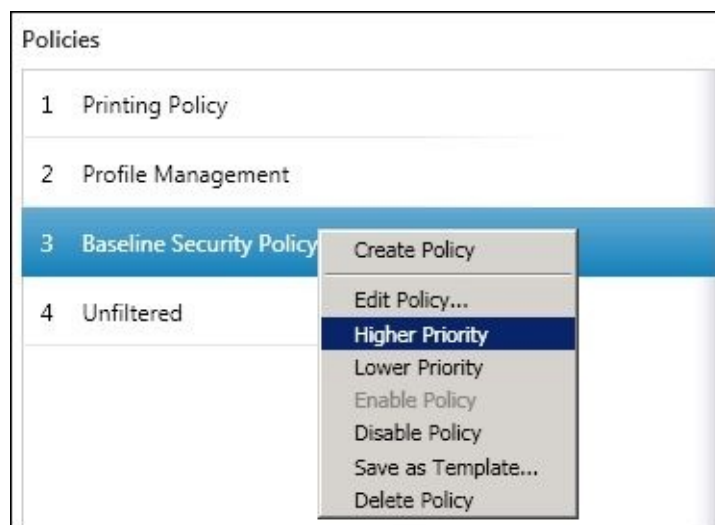 Policies
1 Printing Policy
2 Profile Management
3 Baseline Security Policy
4 Unfiltered
Create Policy
Edit Policy...
Higher Priority
Lower Priority
Enable Policy
Disable Policy
Save as Template...
Delete Policy